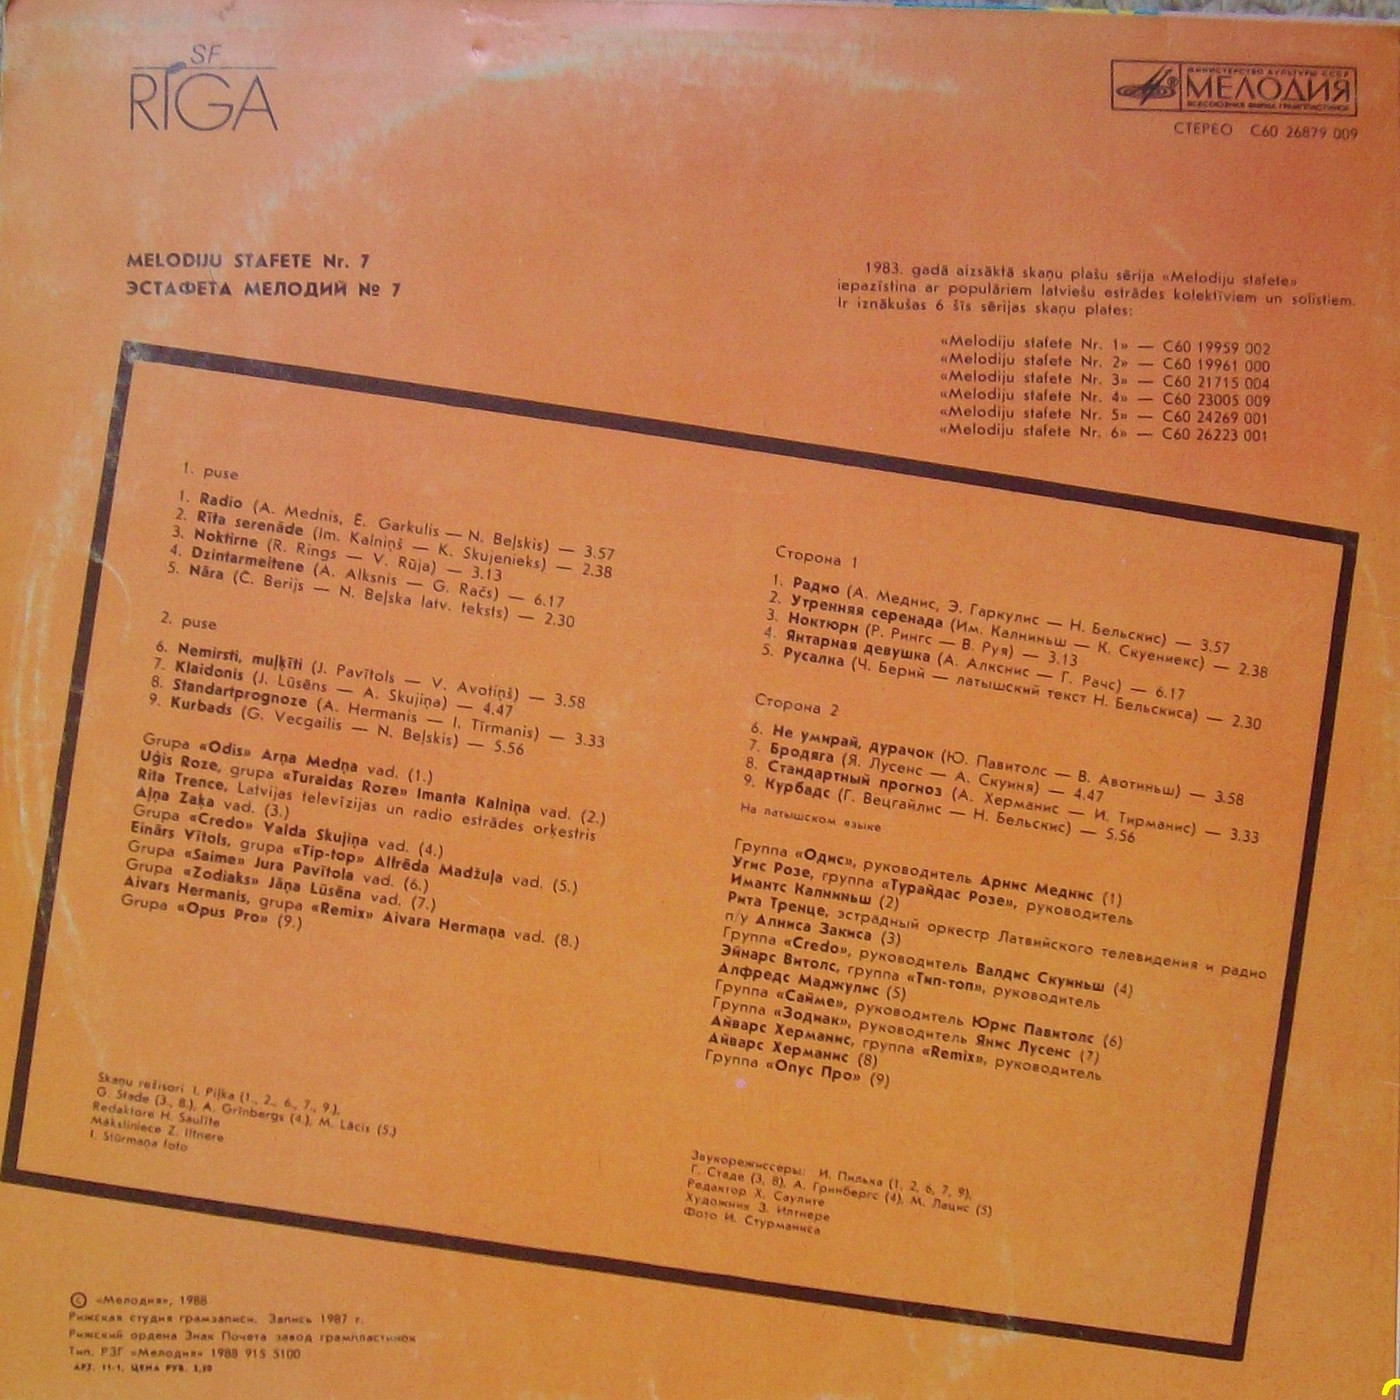 SF
RĪGA
МИНИСТЕРСТВО КУЛЬТУРЫ СССР
МЕЛОДИЯ
ВСЕСОЮЗНАЯ ФИРМА ГРАМПЛАСТИНОК
СТЕРЕО С60 26879 009
MELODIJU STAFETE Nr. 7
ЭСТАФЕТА МЕЛОДИЙ № 7
1983. gadā aizsāktā skaņu plašu sērija «Melodiju stafete»
iepazīstina ar populāriem latviešu estrādes kolektīviem un solistiem.
Ir iznākušas 6 šīs sērijas skaņu plates:
«Melodiju stafete Nr. 1» — C60 19959 002
«Melodiju stafete Nr. 2» — C60 19961 000
«Melodiju stafete Nr. 3» — C60 21715 004
«Melodiju stafete Nr. 4» — C60 23005 009
«Melodiju stafete Nr. 5» — C60 24269 001
«Melodiju stafete Nr. 6» — C60 26223 001
1. puse
1. Radio (A. Mednis, E. Garkulis — N. Beļskis) — 3.57
2. Rīta serenāde (Im. Kalniņš — K. Skujenieks) — 2.38
3. Noktirne (R. Rings — V. Rūja) — 3.13
4. Dzintarmeitene (A. Alksnis — G. Račs) — 6.17
5. Nāra (Č. Berijs — N. Beļska latv. teksts) — 2.30
2. puse
6. Nemirsti, muļķīti (J. Pavītols — V. Avotiņš) — 3.58
7. Klaidonis (J. Lūsēns — A. Skujiņa) — 4.47
8. Standartprognoze (A. Hermanis — I. Tīrmanis) — 3.33
9. Kurbads (G. Vecgailis — N. Beļskis) — 5.56
Grupa «Odis» Arņa Medņa vad. (1.)
Uģis Roze, grupa «Turaidas Roze» Imanta Kalniņa vad. (2.)
Rita Trence, Latvijas televīzijas un radio estrādes orķestris
Alņa Zaķa vad. (3.)
Grupa «Credo» Valda Skujiņa vad. (4.)
Einārs Vītols, grupa «Tip-top» Alfrēda Madžuļa vad. (5.)
Grupa «Saime» Jura Pavītola vad. (6.)
Grupa «Zodiaks» Jāņa Lūsēna vad. (7.)
Aivars Hermanis, grupa «Remix» Aivara Hermaņa vad. (8.)
Grupa «Opus Pro» (9.)
Skaņu režisori I. Piļka (1., 2., 6., 7., 9.),
G. Stade (3., 8.), A. Grīnbergs (4.), M. Lācis (5.)
Redaktore H. Saulīte
Māksliniece Z. Iltnere
I. Stūrmaņa foto
Сторона 1
1. Радио (А. Меднис, Э. Гаркулис — Н. Бельскис) — 3.57
2. Утренняя серенада (Им. Калниньш — К. Скуениекс) — 2.38
3. Ноктюрн (Р. Рингс — В. Руя) — 3.13
4. Янтарная девушка (А. Алкснис — Г. Рачс) — 6.17
5. Русалка (Ч. Берий — латышский текст Н. Бельскиса) — 2.30
Сторона 2
6. Не умирай, дурачок (Ю. Павитолс — В. Авотиньш) — 3.58
7. Бродяга (Я. Лусенс — А. Скуиня) — 4.47
8. Стандартный прогноз (А. Херманис — И. Тирманис) — 3.33
9. Курбадс (Г. Вецгайлис — Н. Бельскис) — 5.56
На латышском языке
Группа «Одис», руководитель Арнис Меднис (1)
Угис Розе, группа «Турайдас Розе», руководитель
Имантс Калниньш (2)
Рита Тренце, эстрадный оркестр Латвийского телевидения и радио
п/у Алниса Закиса (3)
Группа «Credo», руководитель Валдис Скуиньш (4)
Эйнарс Витолс, группа «Тип-топ», руководитель
Алфредс Маджулис (5)
Группа «Сайме», руководитель Юрис Павитолс (6)
Группа «Зодиак», руководитель Янис Лусенс (7)
Айварс Херманис, группа «Remix», руководитель
Айварс Херманис (8)
Группа «Опус Про» (9)
Звукорежиссеры: И. Пилька (1, 2, 6, 7, 9),
Г. Стаде (3, 8), А. Гринбергс (4), М. Лацис (5)
Редактор Х. Саулите
Художник З. Илтнере
Фото И. Стурманиса
© «Мелодия», 1988
Рижская студия грамзаписи. Запись 1987 г.
Рижский ордена Знак Почета завод грампластинок
Тип. РЗГ «Мелодия» 1988 915 5100
АРТ. 11-1. ЦЕНА РУБ.